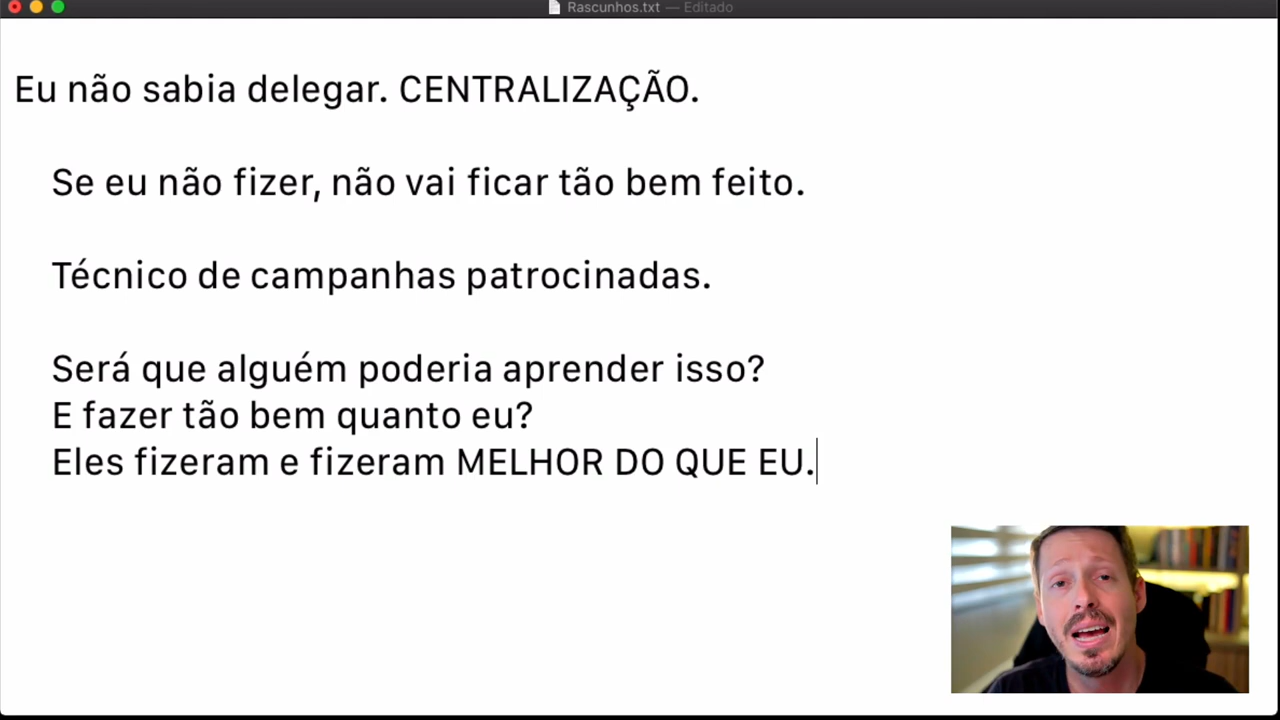 Rascunhos.txt — Editado
Eu não sabia delegar. CENTRALIZAÇÃO.
Se eu não fizer, não vai ficar tão bem feito.
Técnico de campanhas patrocinadas.
Será que alguém poderia aprender isso?
E fazer tão bem quanto eu?
Eles fizeram e fizeram MELHOR DO QUE EU.